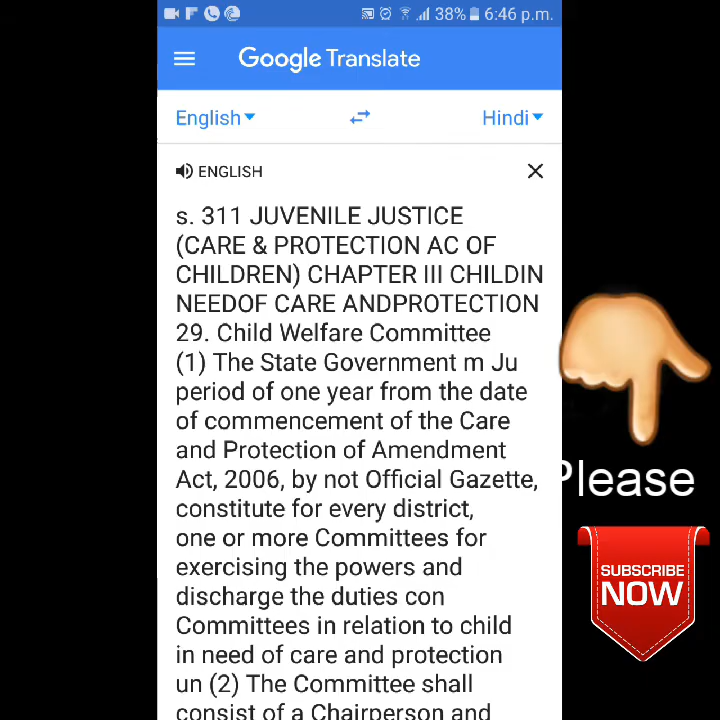 38% 6:46 p.m.
Google Translate
English Hindi
ENGLISH
s. 311 JUVENILE JUSTICE
(CARE & PROTECTION AC OF
CHILDREN) CHAPTER III CHILDIN
NEEDOF CARE ANDPROTECTION
29. Child Welfare Committee
(1) The State Government m Ju
period of one year from the date
of commencement of the Care
and Protection of Amendment
Act, 2006, by not Official Gazette,
constitute for every district,
one or more Committees for
exercising the powers and
discharge the duties con
Committees in relation to child
in need of care and protection
un (2) The Committee shall
consist of a Chairperson and
Please
SUBSCRIBE
NOW